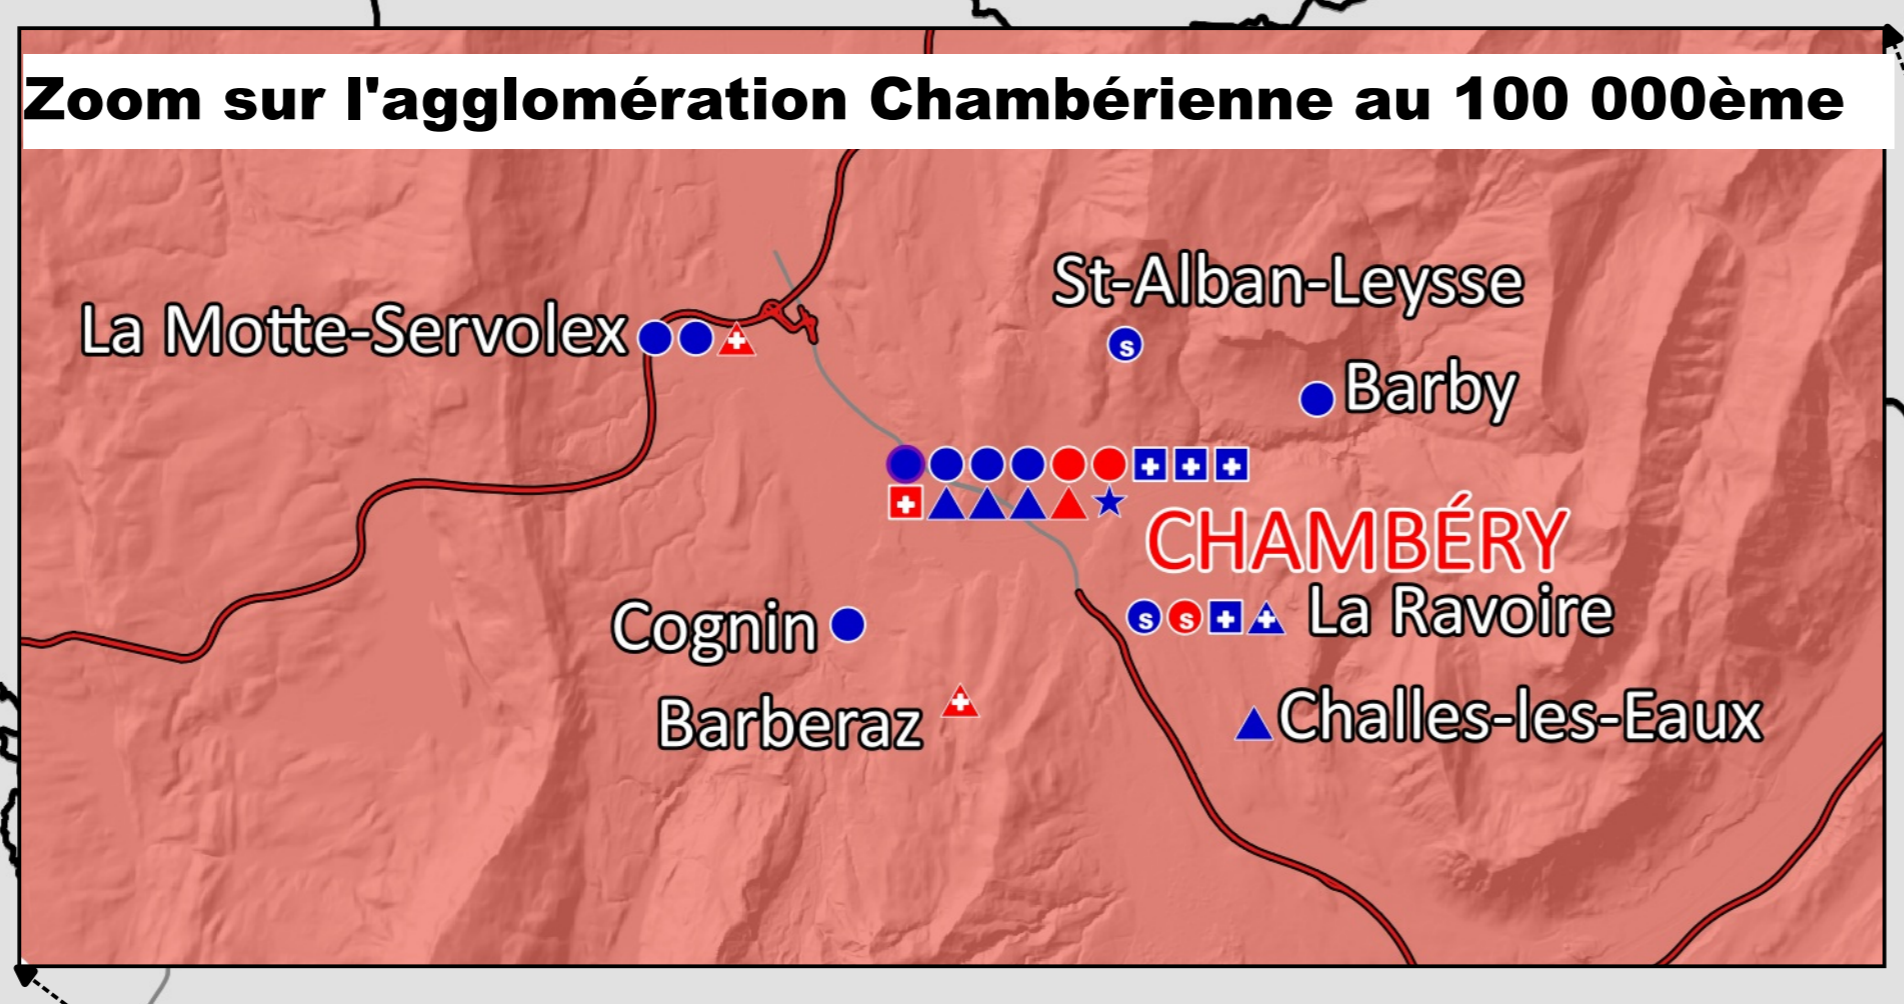 Zoom sur l'agglomération Chambérienne au 100 000ème
St-Alban-Leysse
La Motte-Servolex
s
Barby
CHAMBÉRY
Cognin
s s La Ravoire
Barberaz
Challes-les-Eaux